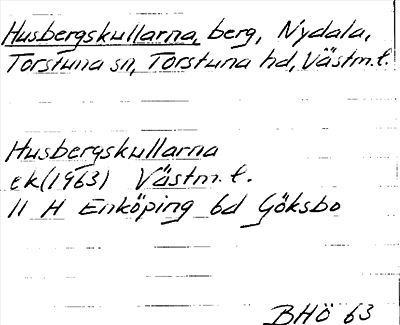 Husbergskullarna, berg, Nydala,
Torstuna sn, Torstuna hd, Västm.l.
Husbergskullarna
ek(1963) Västm.l.
11 H Enköping 6d Göksbo
BHÖ 63